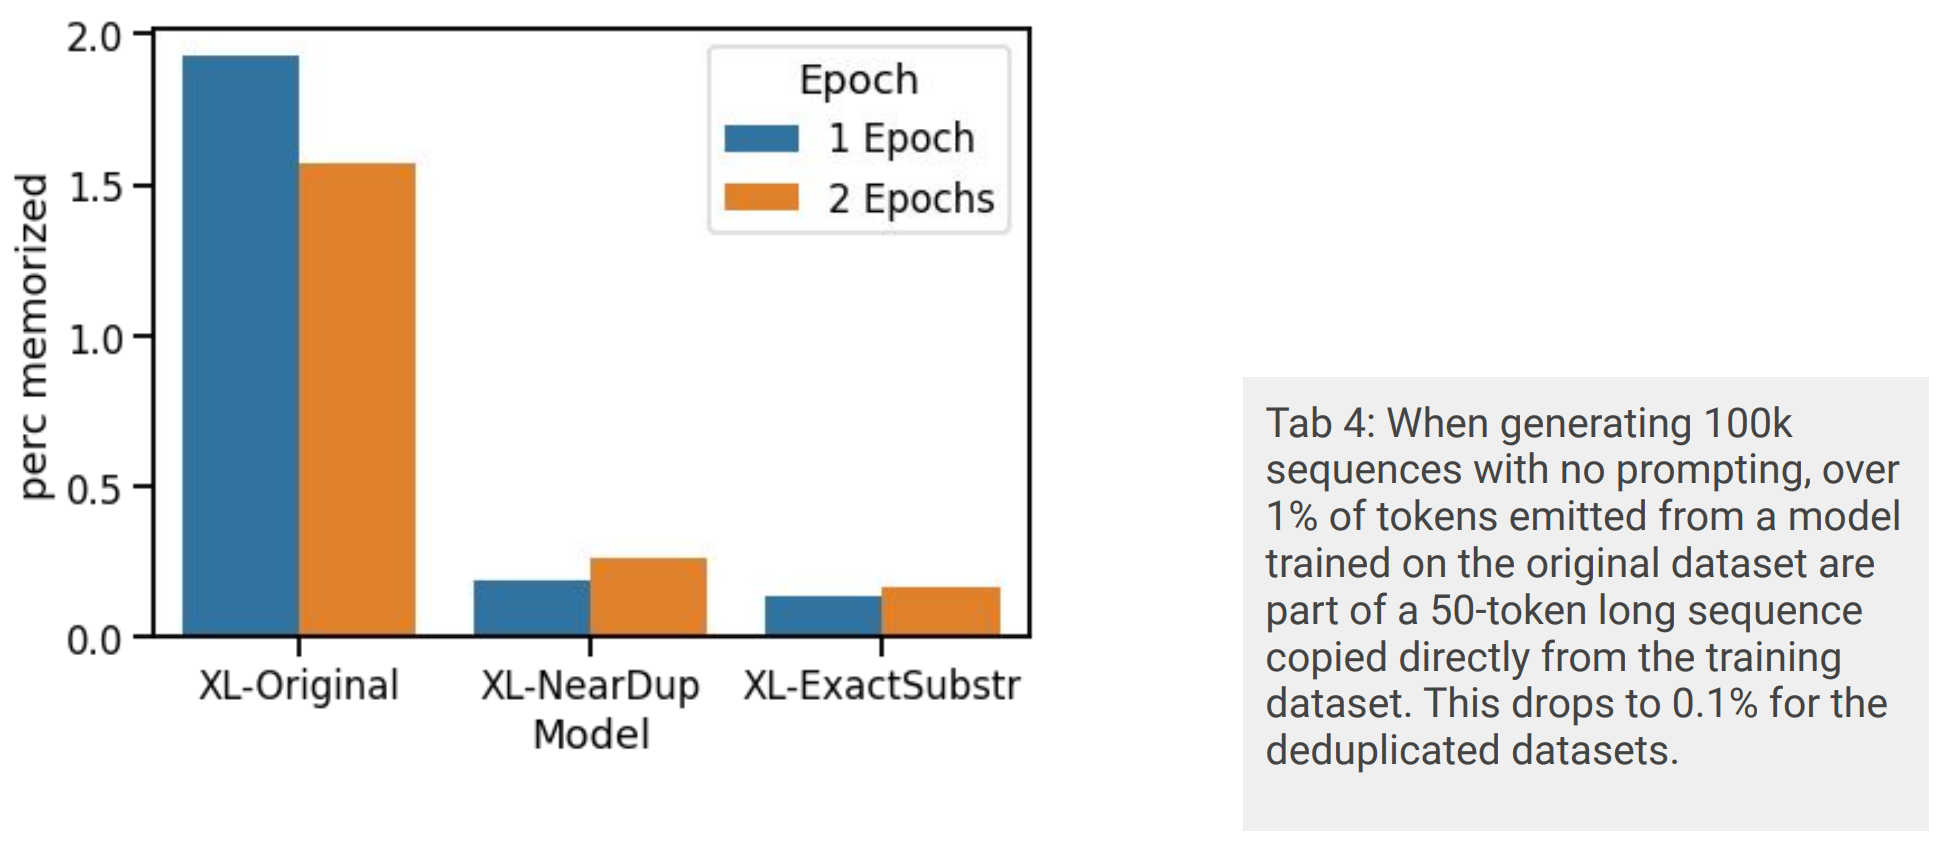 2.0
1.5
1.0
0.5
0.0
perc memorized
Epoch
1 Epoch
2 Epochs
XL-Original
XL-NearDup
XL-ExactSubstr
Model
Tab 4: When generating 100k
sequences with no prompting, over
1% of tokens emitted from a model
trained on the original dataset are
part of a 50-token long sequence
copied directly from the training
dataset. This drops to 0.1% for the
deduplicated datasets.